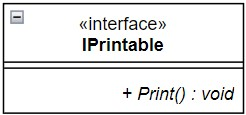 «interface»
IPrintable
+ Print() : void